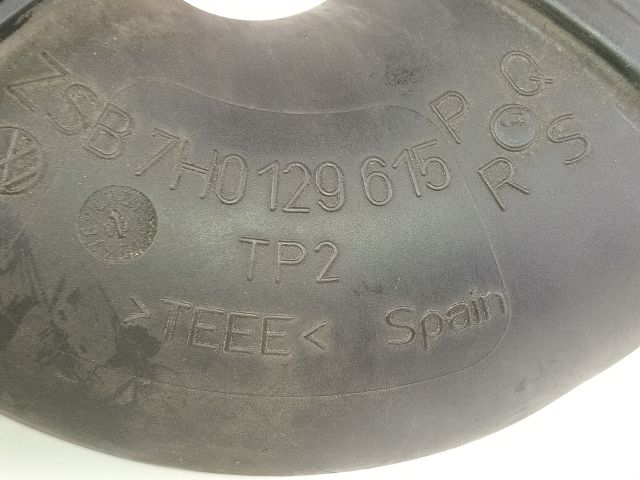 ZSB 7H0 129 615 P Q
R S
TP2
>TEEE< Spain